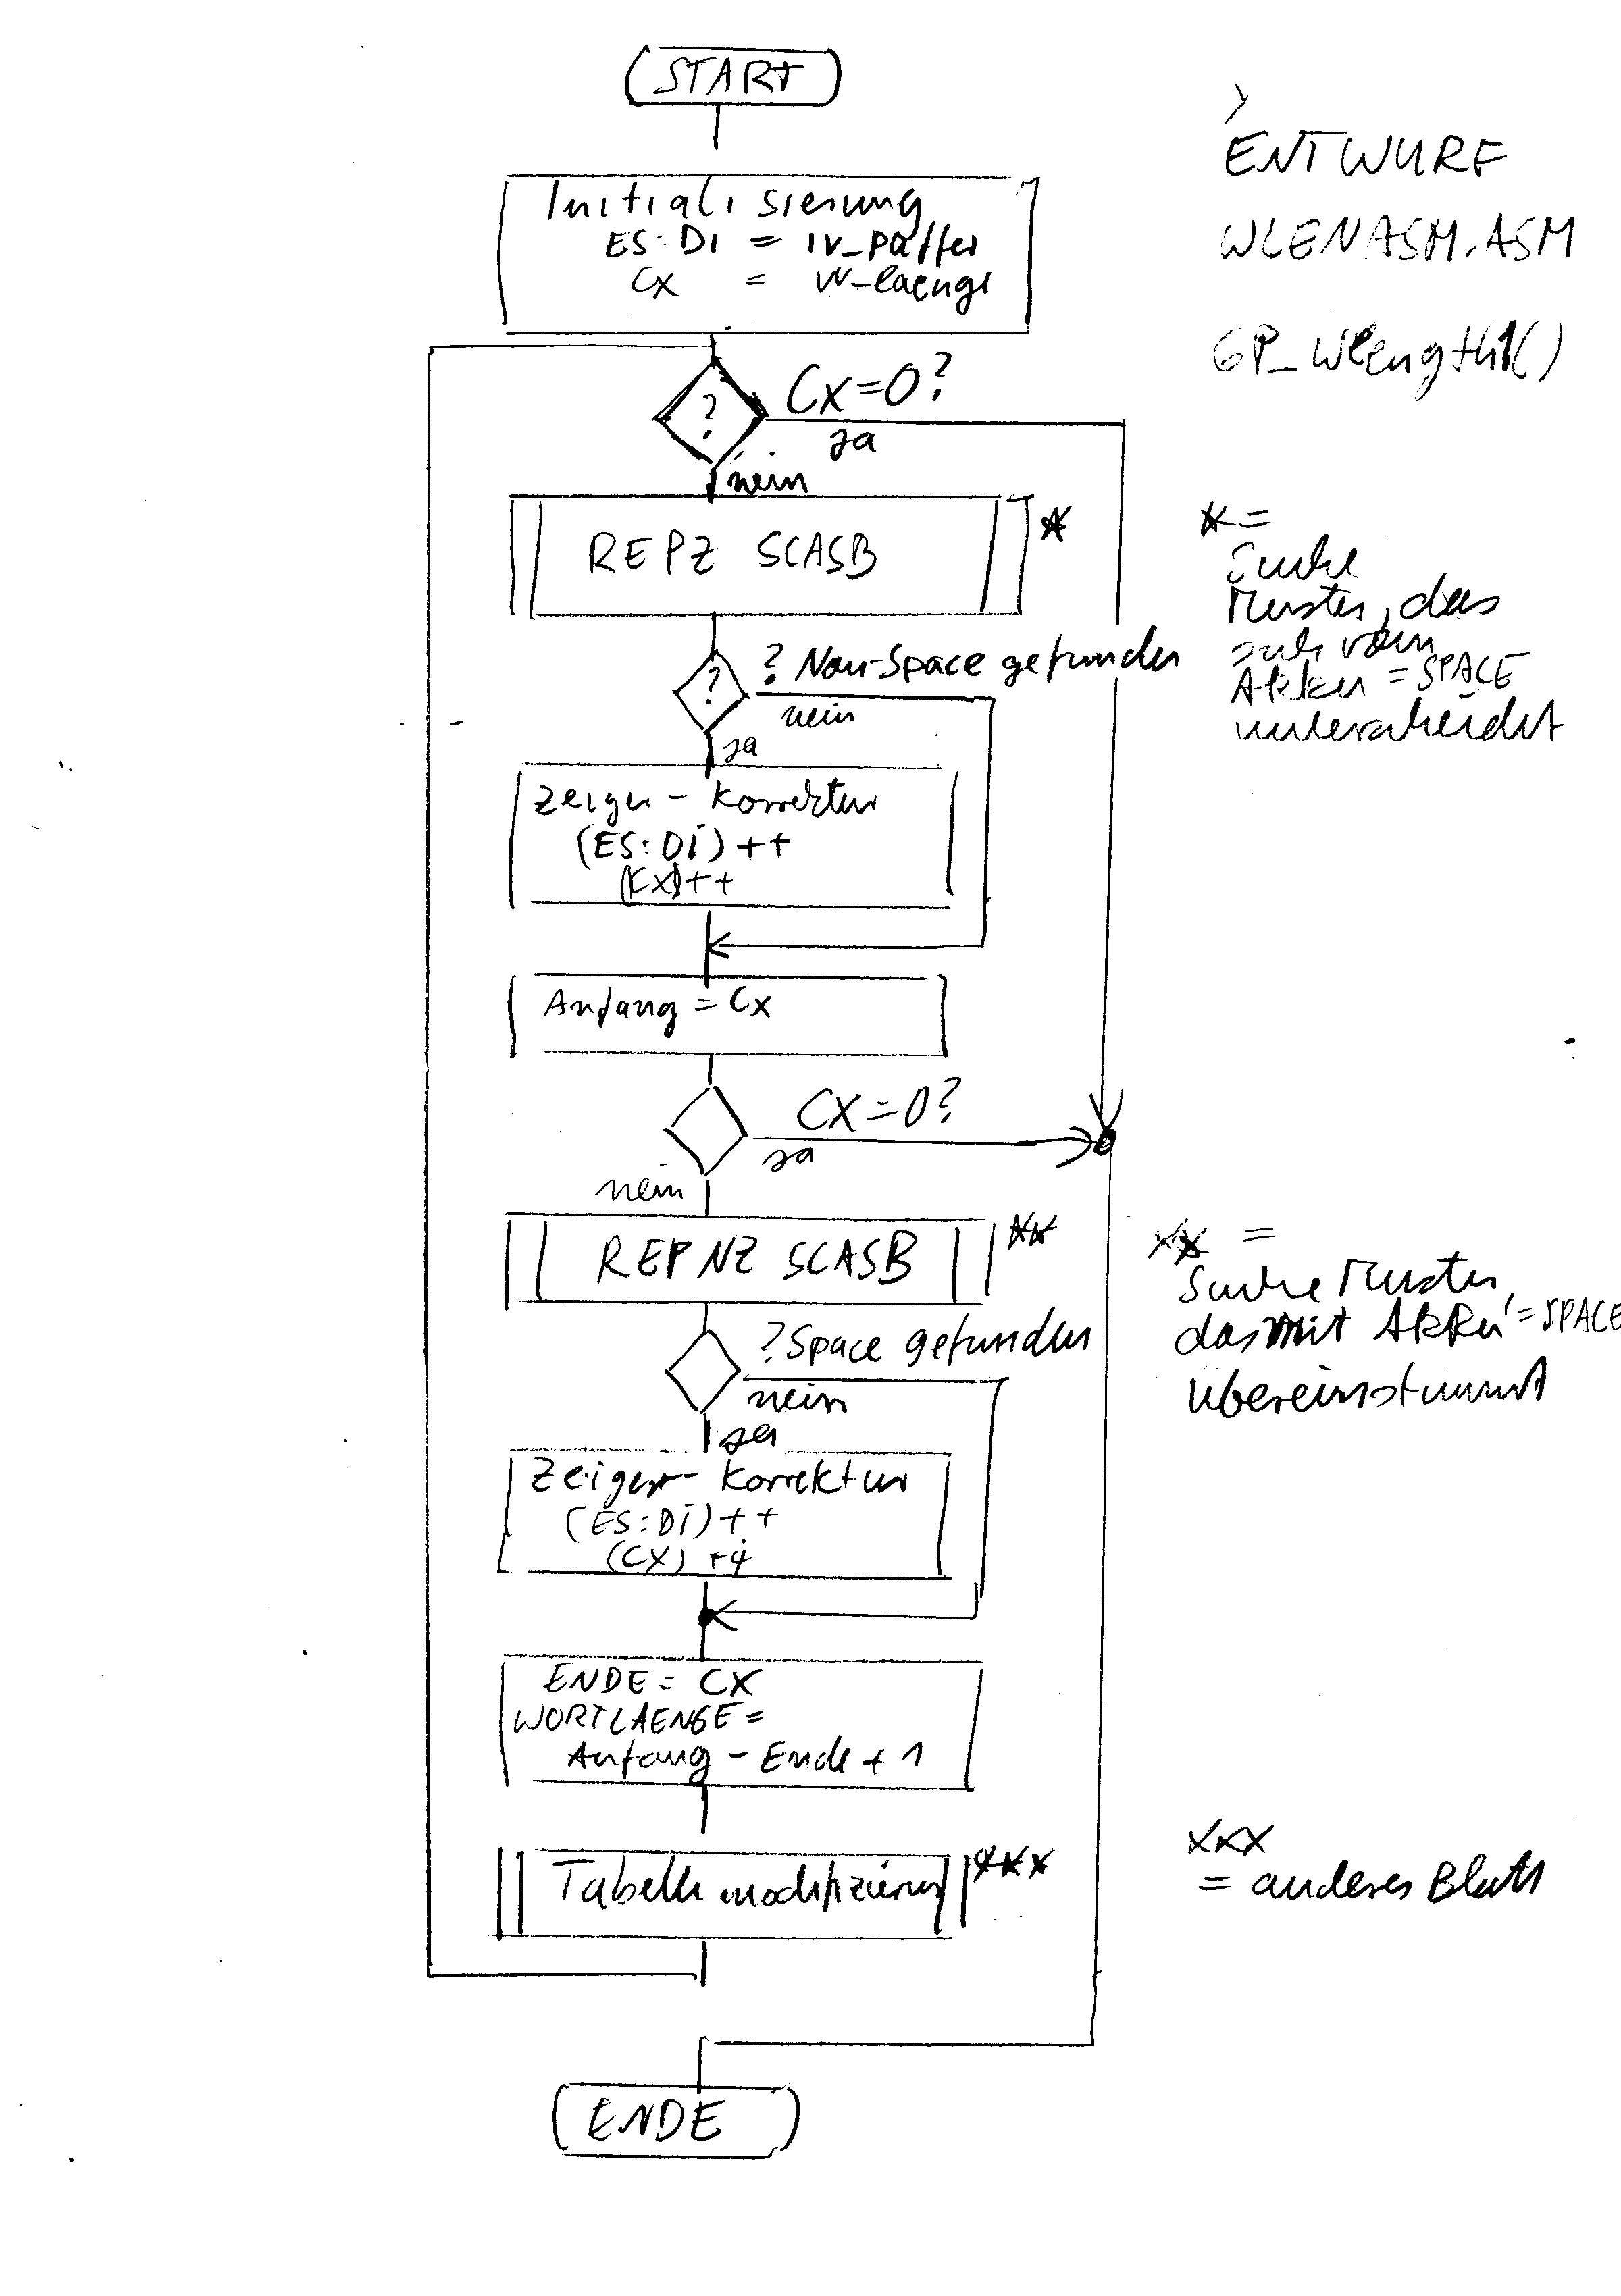 START
ENTWURF
WLENASM.ASM
GP_Wlength1()
Initialisierung
ES:DI = w_puffer
CX = w_laenge
? CX=0?
ja
nein
REPZ SCASB *
* =
Suche
Muster, das
sich vom
Akku = SPACE
unterscheidet
? ? Non-Space gefunden
nein
ja
Zeiger-Korrektur
(ES:DI)++
(CX)++
Anfang = CX
CX=0?
ja
nein
REPNZ SCASB **
** =
Suche Muster,
das mit Akku = SPACE
übereinstimmt
? Space gefunden
nein
ja
Zeiger-Korrektur
(ES:DI)++
(CX)++
ENDE = CX
WORTLAENGE =
Anfang - Ende + 1
Tabelle modifizieren ***
***
= anderes Blatt
ENDE